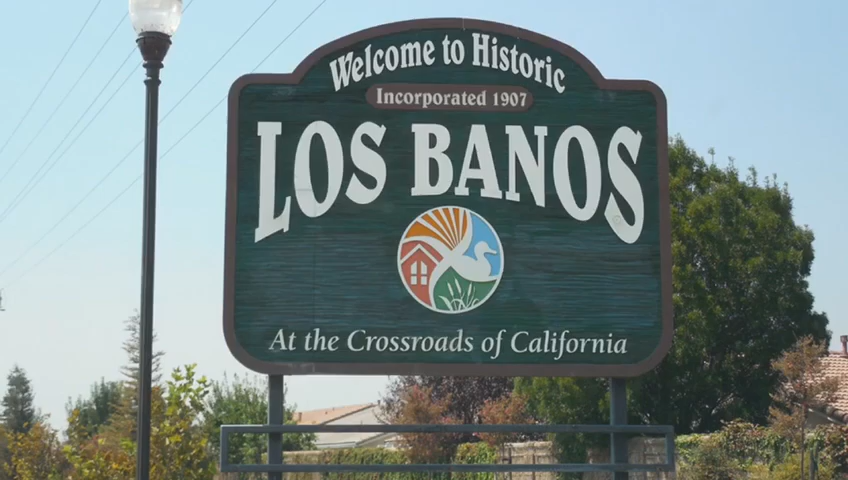 Welcome to Historic
Incorporated 1907
LOS BANOS
At the Crossroads of California